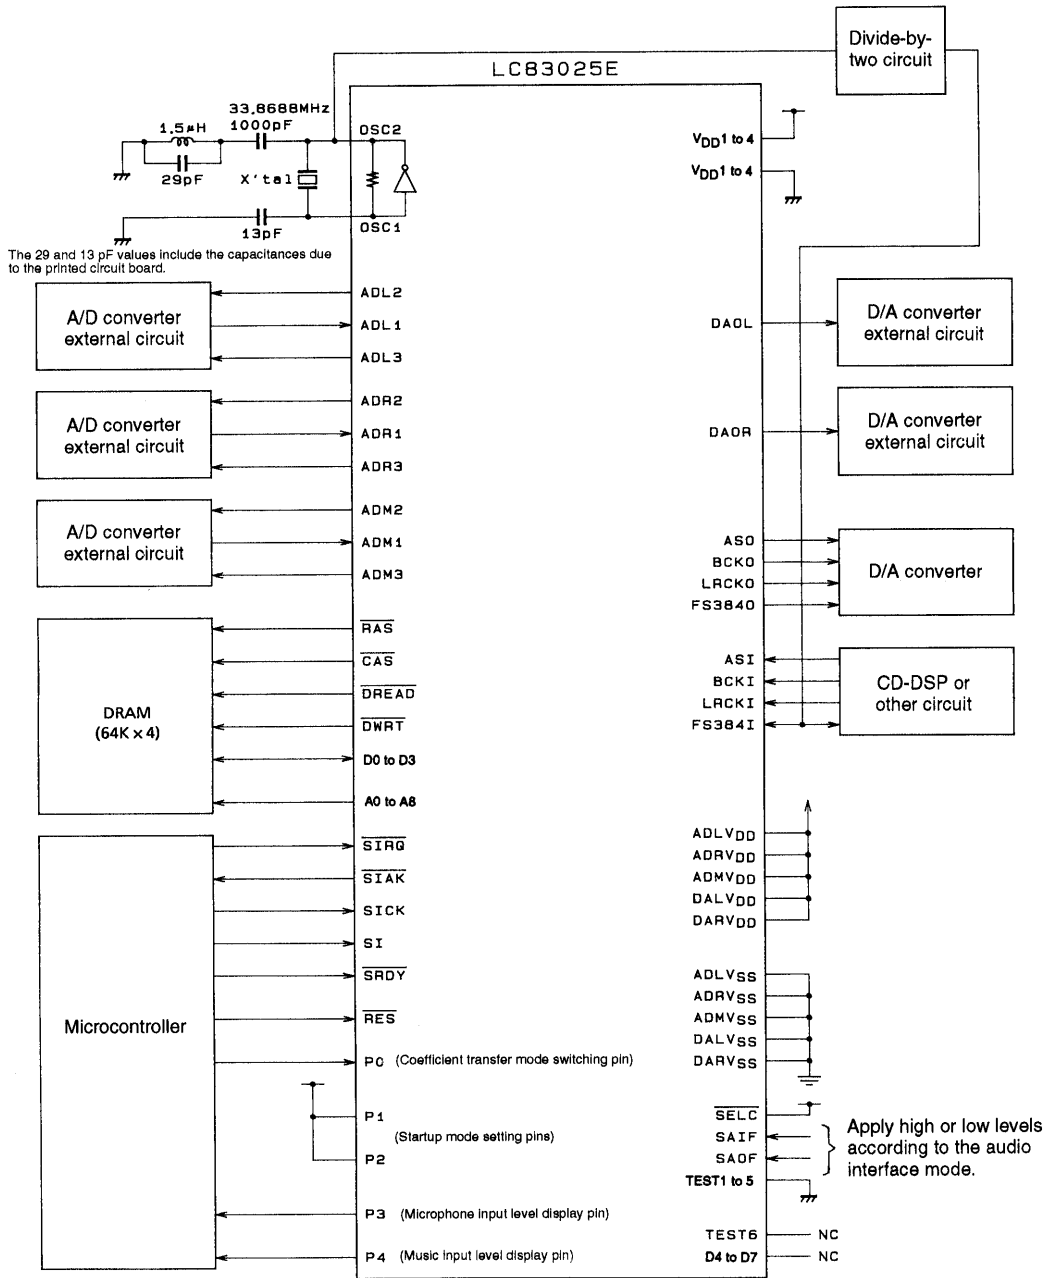 Divide-by-
two circuit
LC83025E
33.8688MHz
1.5μH
1000pF
OSC2
29pF
X'tal
13pF
OSC1
The 29 and 13 pF values include the capacitances due
to the printed circuit board.
VDD1 to 4
VDD1 to 4
A/D converter
external circuit
ADL2
ADL1
ADL3
A/D converter
external circuit
ADR2
ADR1
ADR3
A/D converter
external circuit
ADM2
ADM1
ADM3
DRAM
(64K x 4)
RAS
CAS
DREAD
DWRT
D0 to D3
A0 to A8
Microcontroller
SIRQ
SIAK
SICK
SI
SRDY
RES
P0 (Coefficient transfer mode switching pin)
P1
(Startup mode setting pins)
P2
P3 (Microphone input level display pin)
P4 (Music input level display pin)
DAOL
D/A converter
external circuit
DAOR
D/A converter
external circuit
ASO
BCKO
LRCKO
FS384O
D/A converter
ASI
BCKI
LRCKI
FS384I
CD-DSP or
other circuit
ADLVDD
ADRVDD
ADMVDD
DALVDD
DARVDD
ADLVSS
ADRVSS
ADMVSS
DALVSS
DARVSS
SELC
SAIF
SAOF
TEST1 to 5
Apply high or low levels
according to the audio
interface mode.
TEST6 NC
D4 to D7 NC